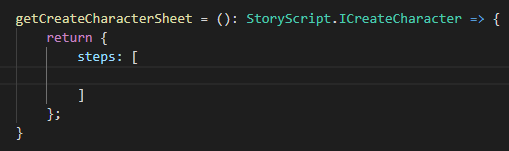 getCreateCharacterSheet = (): StoryScript.ICreateCharacter => {
    return {
        steps: [
        ]
    };
}